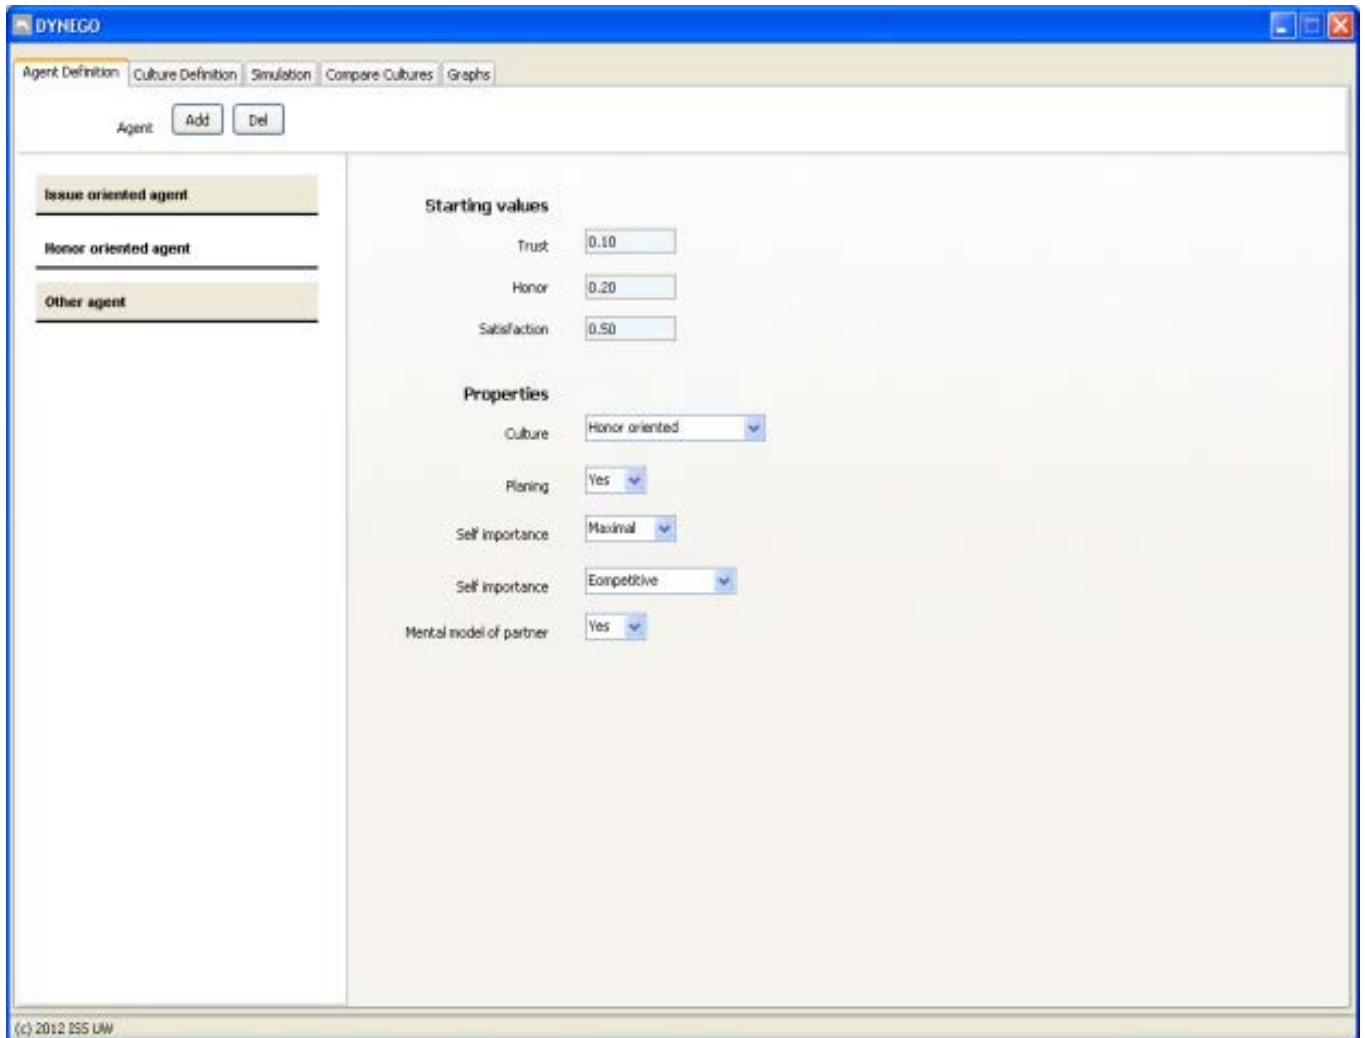 DYNEGO
Agent Definition Culture Definition Simulation Compare Cultures Graphs
Agent Add Del
Issue oriented agent
Honor oriented agent
Other agent
Starting values
Trust 0.10
Honor 0.20
Satisfaction 0.50
Properties
Culture Honor oriented
Planing Yes
Self importance Maximal
Self importance Eompetitive
Mental model of partner Yes
(c) 2012 ISS UW